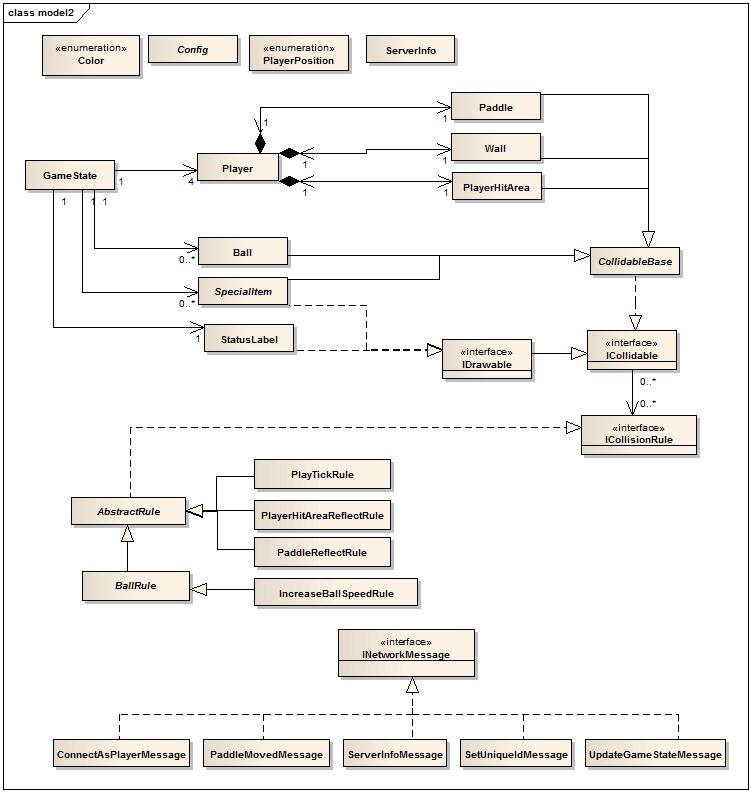 class model2
«enumeration»
Color
Config
«enumeration»
PlayerPosition
ServerInfo
Paddle
1
1
Wall
1
1
Player
GameState
1
4
PlayerHitArea
1
1
1
1
1
Ball
0..*
CollidableBase
SpecialItem
0..*
StatusLabel
1
«interface»
IDrawable
«interface»
ICollidable
0..*
0..*
«interface»
ICollisionRule
PlayTickRule
AbstractRule
PlayerHitAreaReflectRule
PaddleReflectRule
BallRule
IncreaseBallSpeedRule
«interface»
INetworkMessage
ConnectAsPlayerMessage
PaddleMovedMessage
ServerInfoMessage
SetUniqueIdMessage
UpdateGameStateMessage